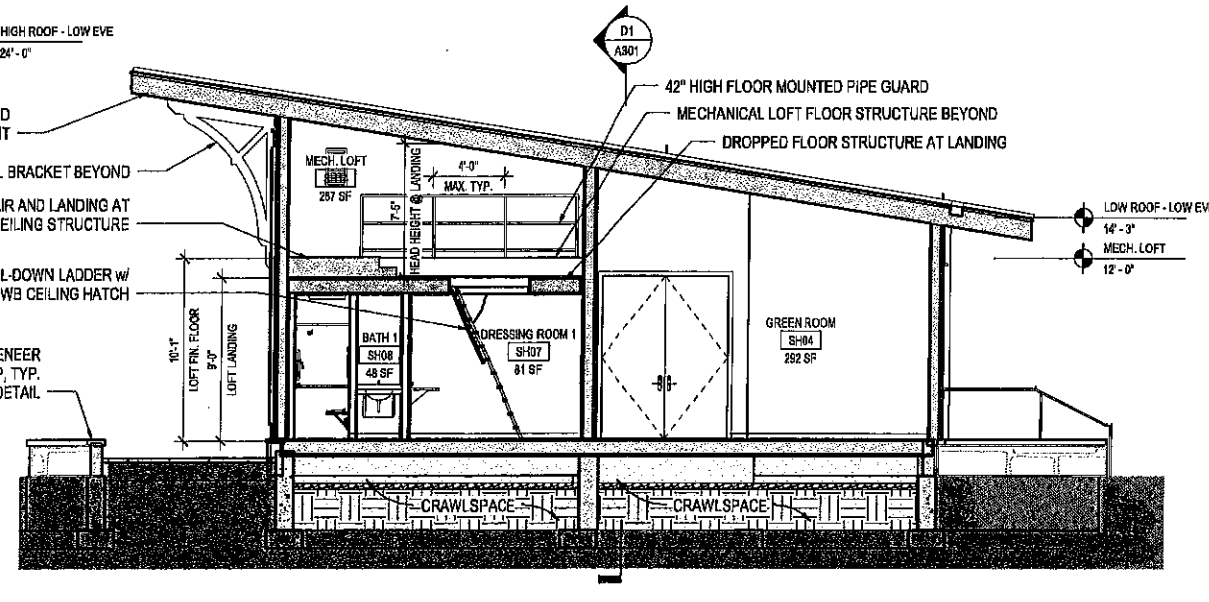 HIGH ROOF - LOW EVE
24' - 0"
D1
A301
42" HIGH FLOOR MOUNTED PIPE GUARD
MECHANICAL LOFT FLOOR STRUCTURE BEYOND
DROPPED FLOOR STRUCTURE AT LANDING
BRACKET BEYOND
AIR AND LANDING AT
EILING STRUCTURE
L-DOWN LADDER w/
WB CEILING HATCH
ENEER
P, TYP.
DETAIL
MECH. LOFT
267 SF
7'-5"
HEAD HEIGHT @ LANDING
4'-0"
MAX. TYP.
LOW ROOF - LOW EV
14' - 3"
MECH. LOFT
12' - 0"
10'-1"
LOFT FIN. FLOOR
9'-0"
LOFT LANDING
BATH 1
SH08
48 SF
DRESSING ROOM 1
SH07
81 SF
GREEN ROOM
SH04
292 SF
CRAWLSPACE
CRAWLSPACE